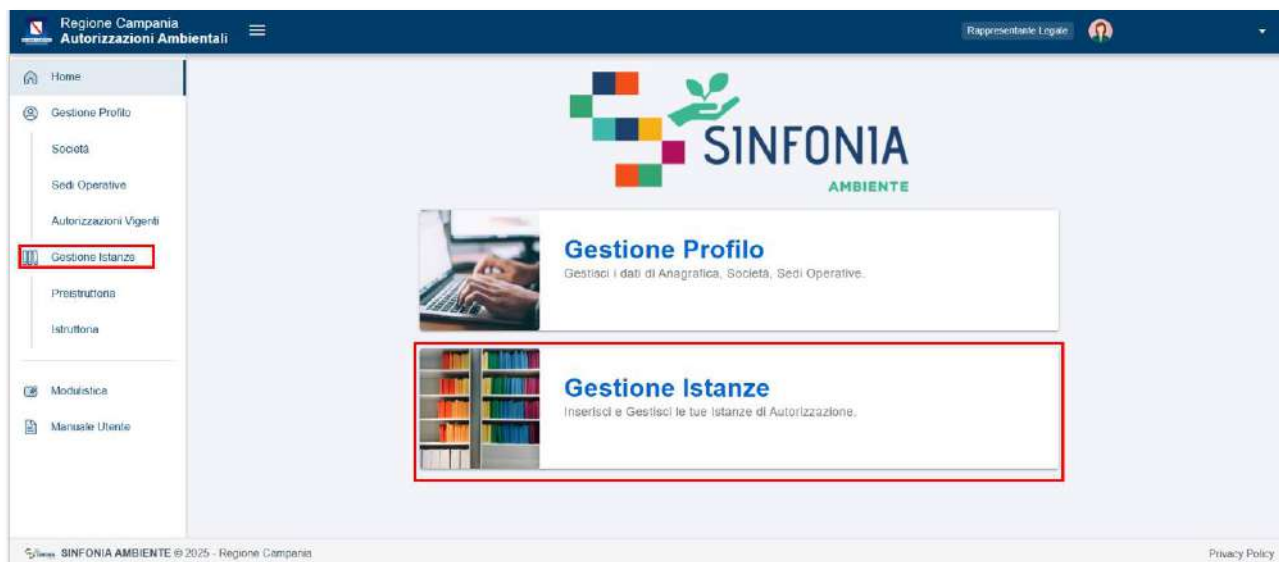 Regione Campania
Autorizzazioni Ambientali
Rappresentante Legale
Home
Gestione Profilo
Società
Sedi Operative
Autorizzazioni Vigenti
Gestione Istanze
Preistruttoria
Istruttoria
Modulistica
Manuale Utente
SINFONIA
AMBIENTE
Gestione Profilo
Gestisci i dati di Anagrafica, Società, Sedi Operative.
Gestione Istanze
Inserisci e Gestisci le tue Istanze di Autorizzazione.
SINFONIA AMBIENTE © 2025 - Regione Campania
Privacy Policy